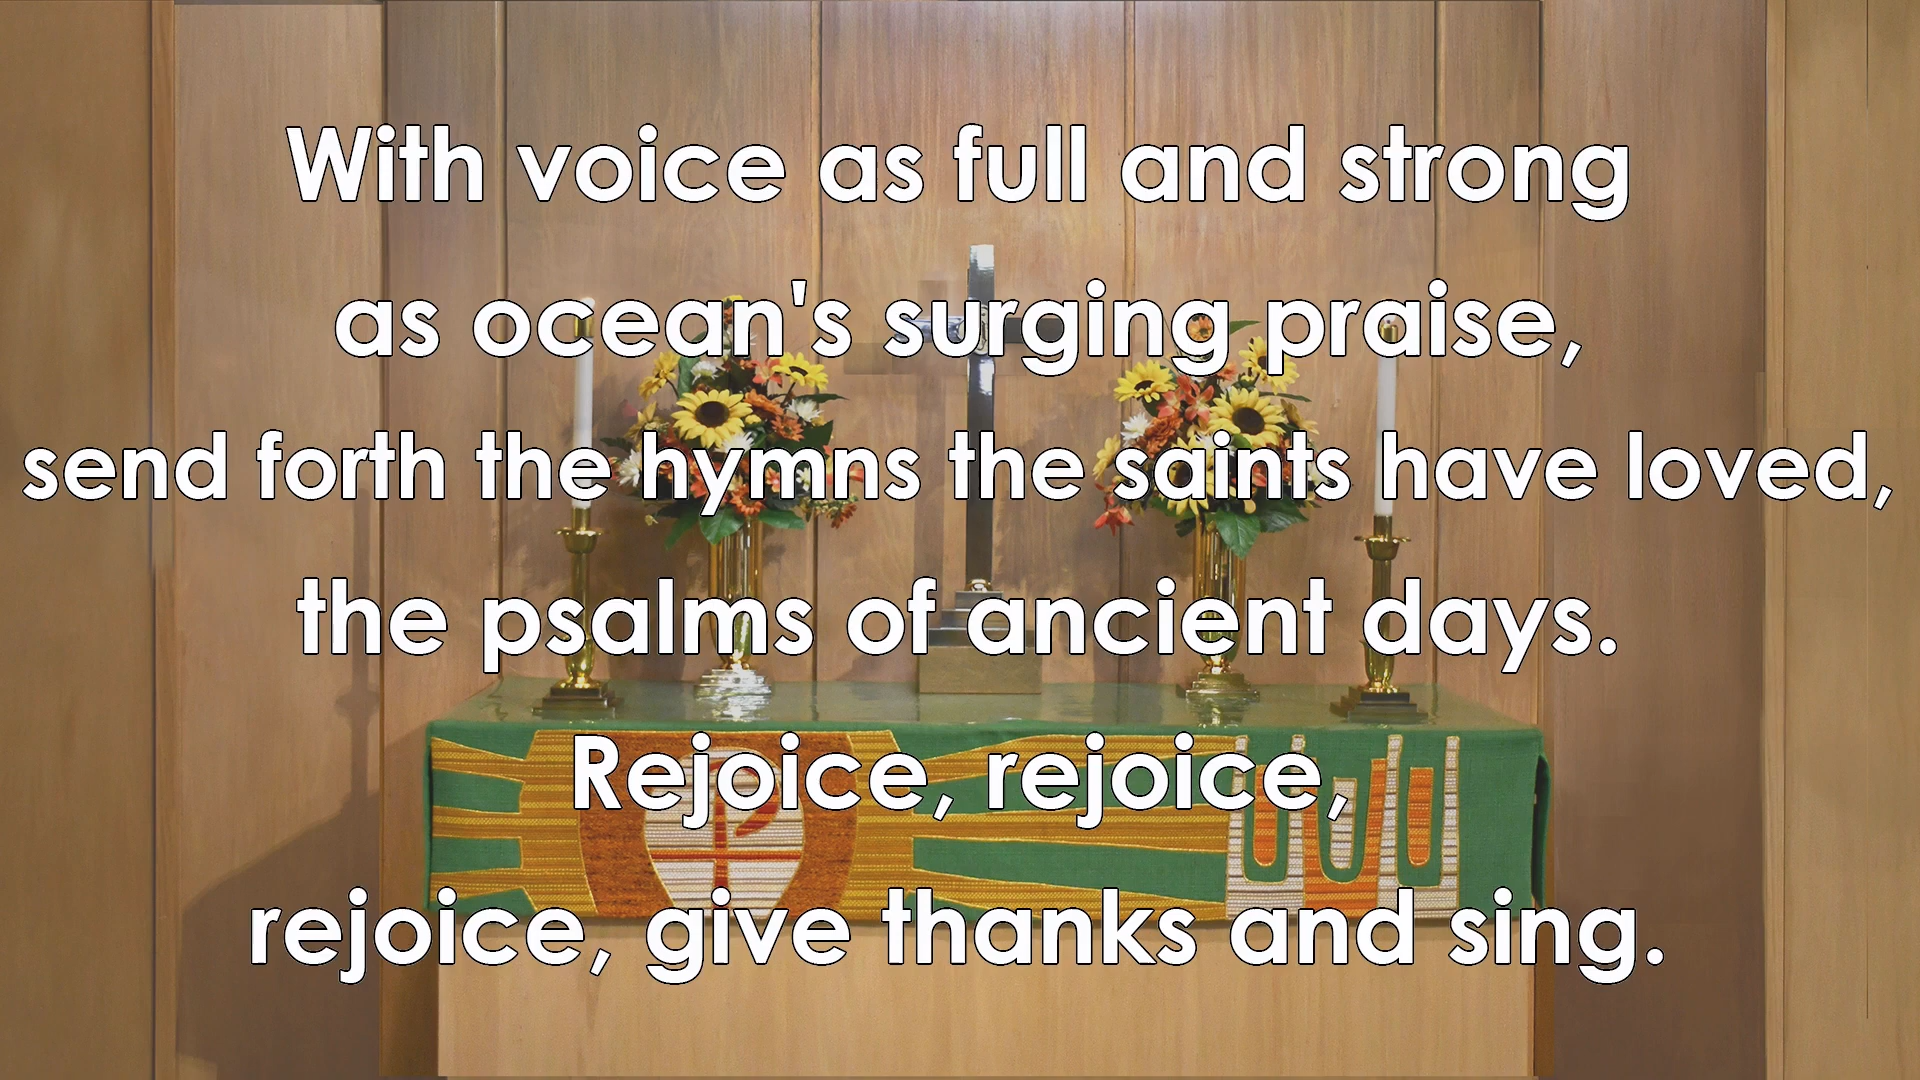 With voice as full and strong
as ocean's surging praise,
send forth the hymns the saints have loved,
the psalms of ancient days.
Rejoice, rejoice,
rejoice, give thanks and sing.